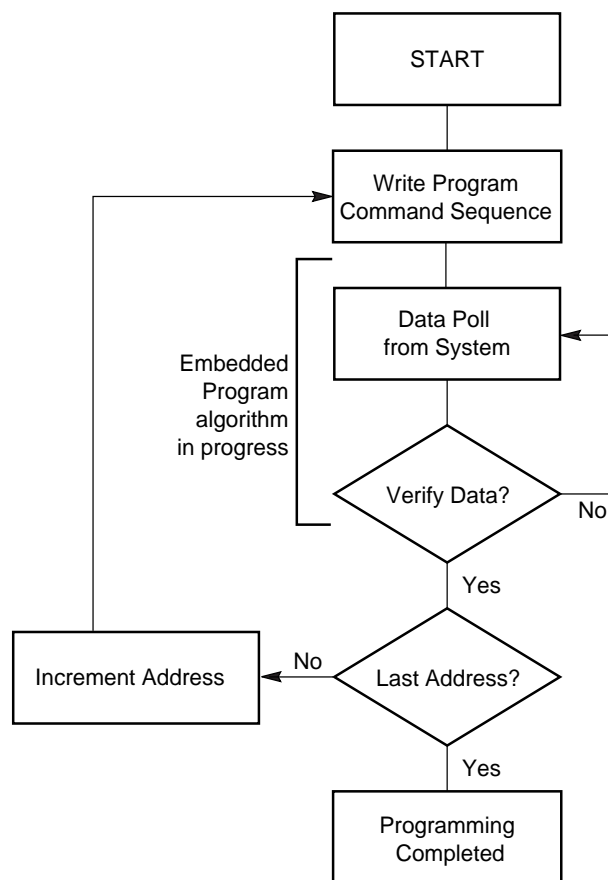 START
Write Program
Command Sequence
Data Poll
from System
Embedded
Program
algorithm
in progress
Verify Data?
No
Yes
Increment Address
No
Last Address?
Yes
Programming
Completed